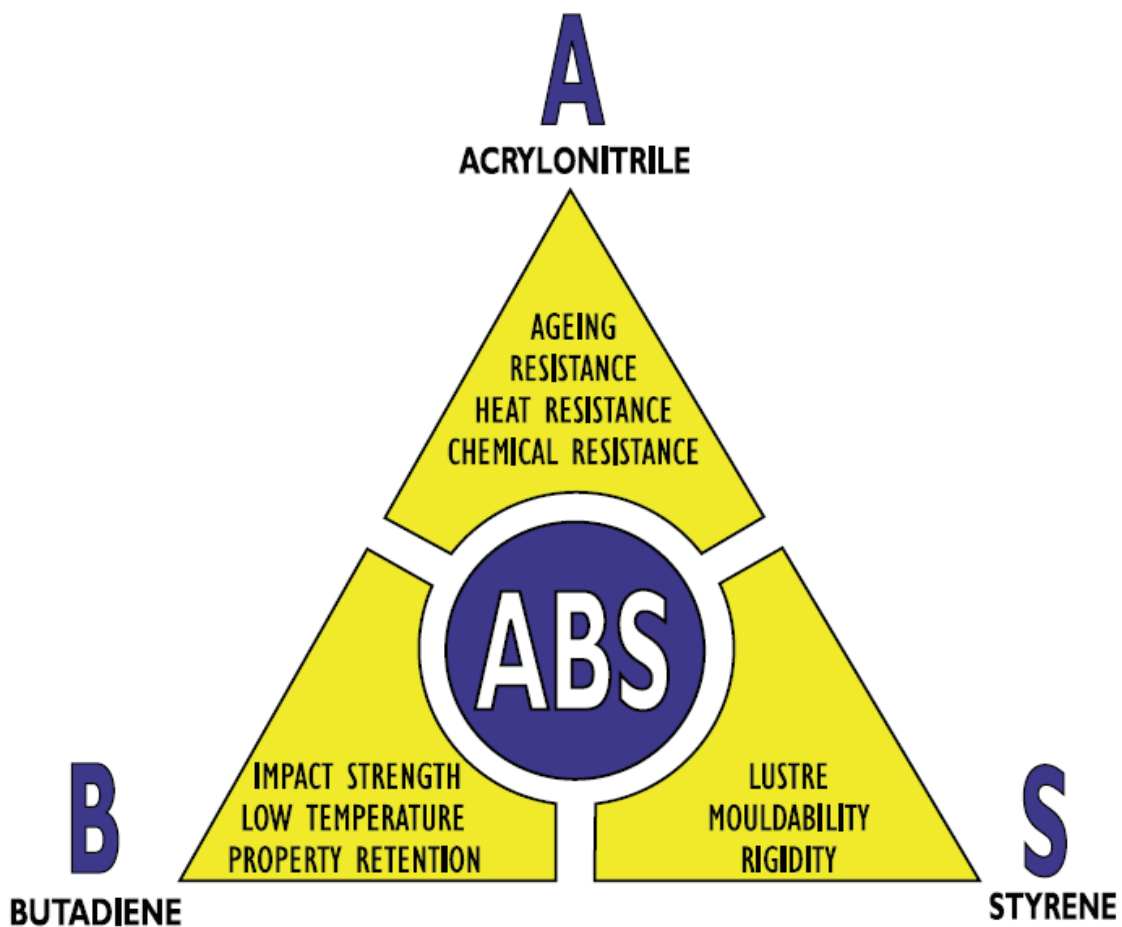 A
ACRYLONITRILE
AGEING
RESISTANCE
HEAT RESISTANCE
CHEMICAL RESISTANCE
ABS
IMPACT STRENGTH
LOW TEMPERATURE
PROPERTY RETENTION
B
BUTADIENE
LUSTRE
MOULDABILITY
RIGIDITY
S
STYRENE